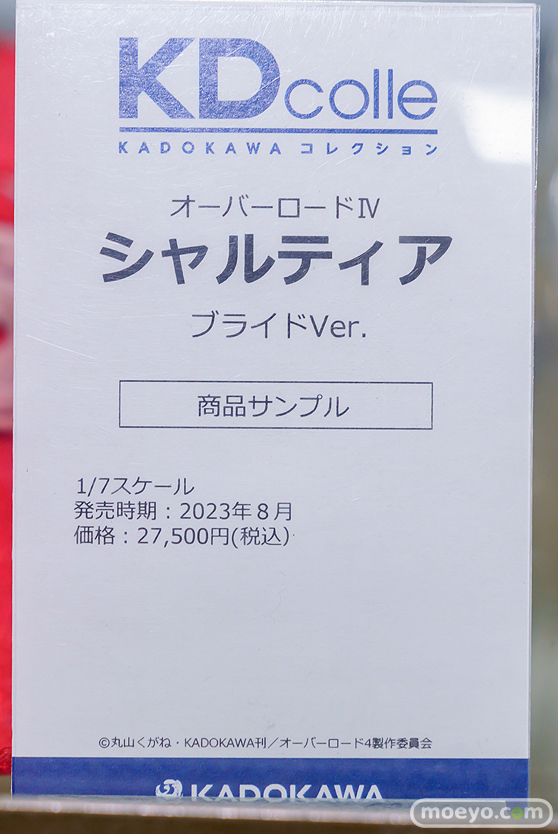 KDcolle
KADOKAWA コレクション
オーバーロードⅣ
シャルティア
ブライドVer.
商品サンプル
1/7スケール
発売時期：2023年８月
価格：27,500円(税込)
©丸山くがね・KADOKAWA刊／オーバーロード4製作委員会
KADOKAWA
moeyo.com